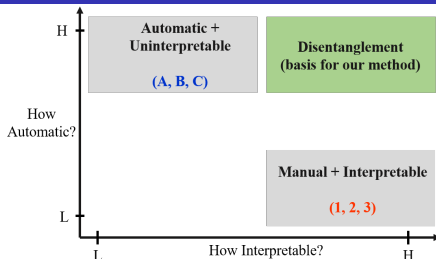 H
Automatic +
Uninterpretable
(A, B, C)
Disentanglement
(basis for our method)
How
Automatic?
Manual + Interpretable
(1, 2, 3)
L
L
How Interpretable?
H